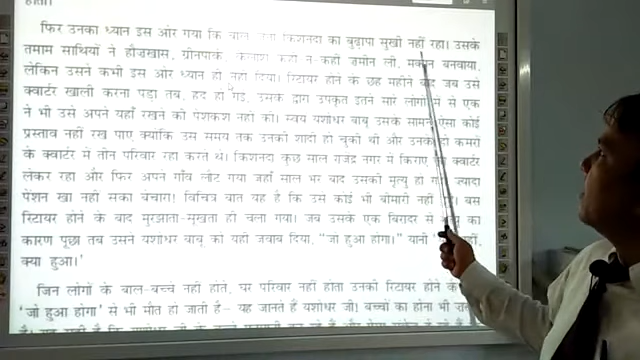 होगा।
फिर उनका ध्यान इस ओर गया कि बाल जती किशनदा का बुढ़ापा सुखी नहीं रहा। उसके
तमाम साथियों ने हौज़खास, ग्रीनपार्क, कैलाश कहीं-न-कहीं ज़मीन ली, मकान बनवाया,
लेकिन उसने कभी इस ओर ध्यान ही नहीं दिया। रिटायर होने के छह महीने बाद जब उसे
क्वार्टर खाली करना पड़ा तब, हद हो गई, उसके द्वारा उपकृत इतने सारे लोगों में से एक
ने भी उसे अपने यहाँ रखने की पेशकश नहीं की। स्वयं यशोधर बाबू उसके सामने ऐसा कोई
प्रस्ताव नहीं रख पाए क्योंकि उस समय तक उनकी शादी हो चुकी थी और उनके दो कमरों
के क्वार्टर में तीन परिवार रहा करते थे। किशनदा कुछ साल राजेंद्र नगर में किराए के क्वार्टर
लेकर रहा और फिर अपने गाँव लौट गया जहाँ साल भर बाद उसकी मृत्यु हो गई। ज़्यादा
पेंशन खा नहीं सका बेचारा! विचित्र बात यह है कि उसे कोई भी बीमारी नहीं हुई। बस
रिटायर होने के बाद मुरझाता-सूखता ही चला गया। जब उसके एक बिरादर से मृत्यु का
कारण पूछा तब उसने यशोधर बाबू को यही जवाब दिया, "जो हुआ होगा।" यानी 'पता नहीं,
क्या हुआ।'
जिन लोगों के बाल-बच्चे नहीं होते, घर परिवार नहीं होता उनकी रिटायर होने के
'जो हुआ होगा' से भी मौत हो जाती है– यह जानते हैं यशोधर जी! बच्चों का होना भी